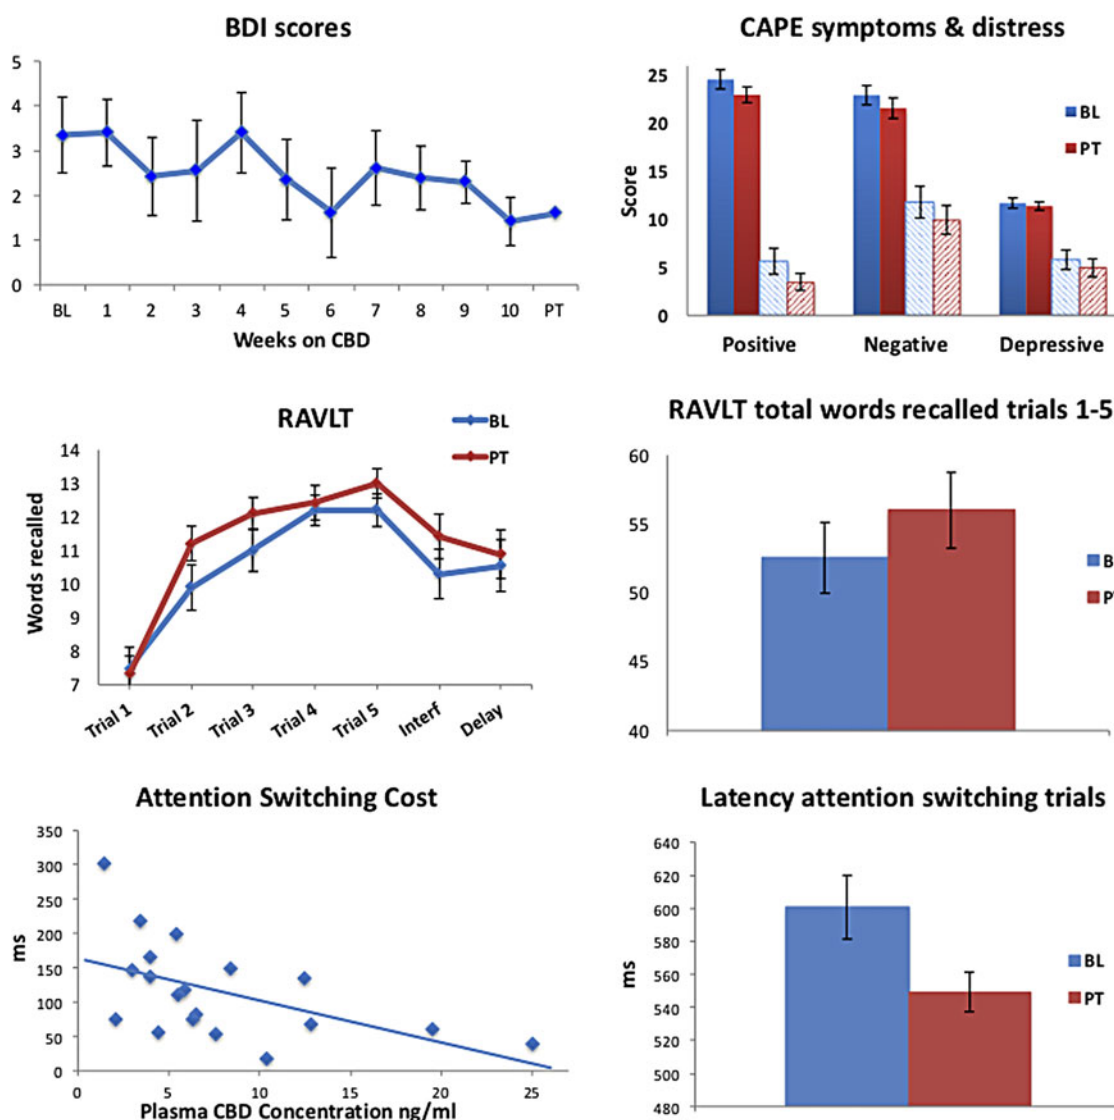 BDI scores
5
4
3
2
1
0
BL 1 2 3 4 5 6 7 8 9 10 PT
Weeks on CBD
CAPE symptoms & distress
Score
25
20
15
10
5
0
BL
PT
Positive Negative Depressive
RAVLT
BL
PT
Words recalled
14
13
12
11
10
9
8
7
Trial 1 Trial 2 Trial 3 Trial 4 Trial 5 Interf Delay
RAVLT total words recalled trials 1-5
60
55
50
45
40
B
P
Attention Switching Cost
ms
350
300
250
200
150
100
50
0
0 5 10 15 20 25
Plasma CBD Concentration ng/ml
Latency attention switching trials
ms
640
620
600
580
560
540
520
500
480
BL
PT